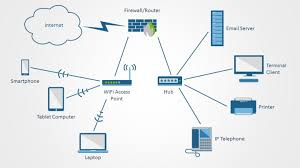 Firewall/Router
Internet
Email Server
Smartphone
WiFi Access
Point
Hub
Terminal
Client
Printer
Tablet Computer
IP Telephone
Laptop